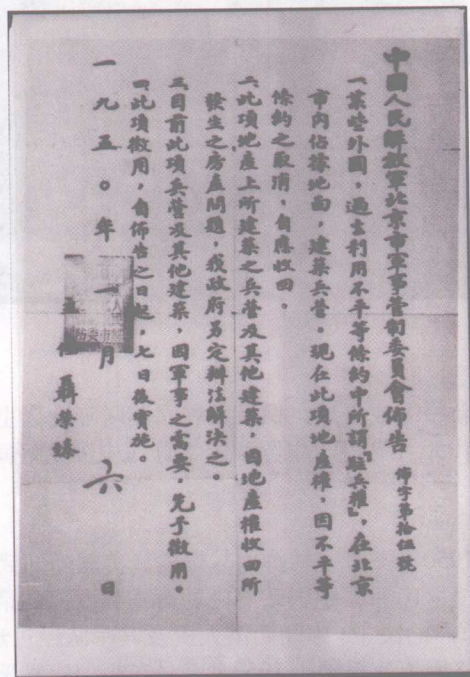 中國人民解放軍北京市軍事管制委員會佈告 佈字第拾伍號
一、某些外國，過去利用不平等條約中所謂『駐兵權』，在北京
市內佔據地面，建築兵營。現在此項地產權，因不平等
條約之取消，自應收回。
二、此項地產上所建築之兵營及其他建築，因地產權收回所
發生之房產問題，我政府另定辦法解決之。
三、目前此項兵營及其他建築，因軍事之需要，先予徵用。
四、此項徵用，自佈告之日起，七日後實施。
一九五〇年一月六日
主任 聶榮臻